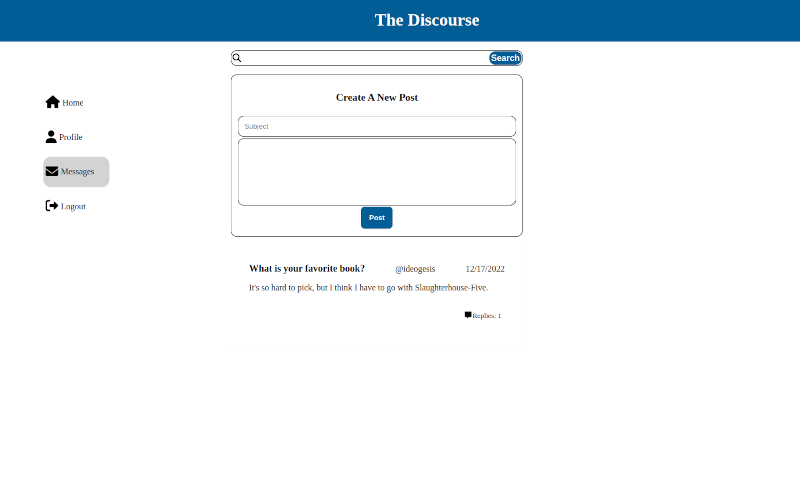 The Discourse
Search
Home
Profile
Messages
Logout
Create A New Post
Subject
Post
What is your favorite book? @ideogesis 12/17/2022
It's so hard to pick, but I think I have to go with Slaughterhouse-Five.
Replies: 1